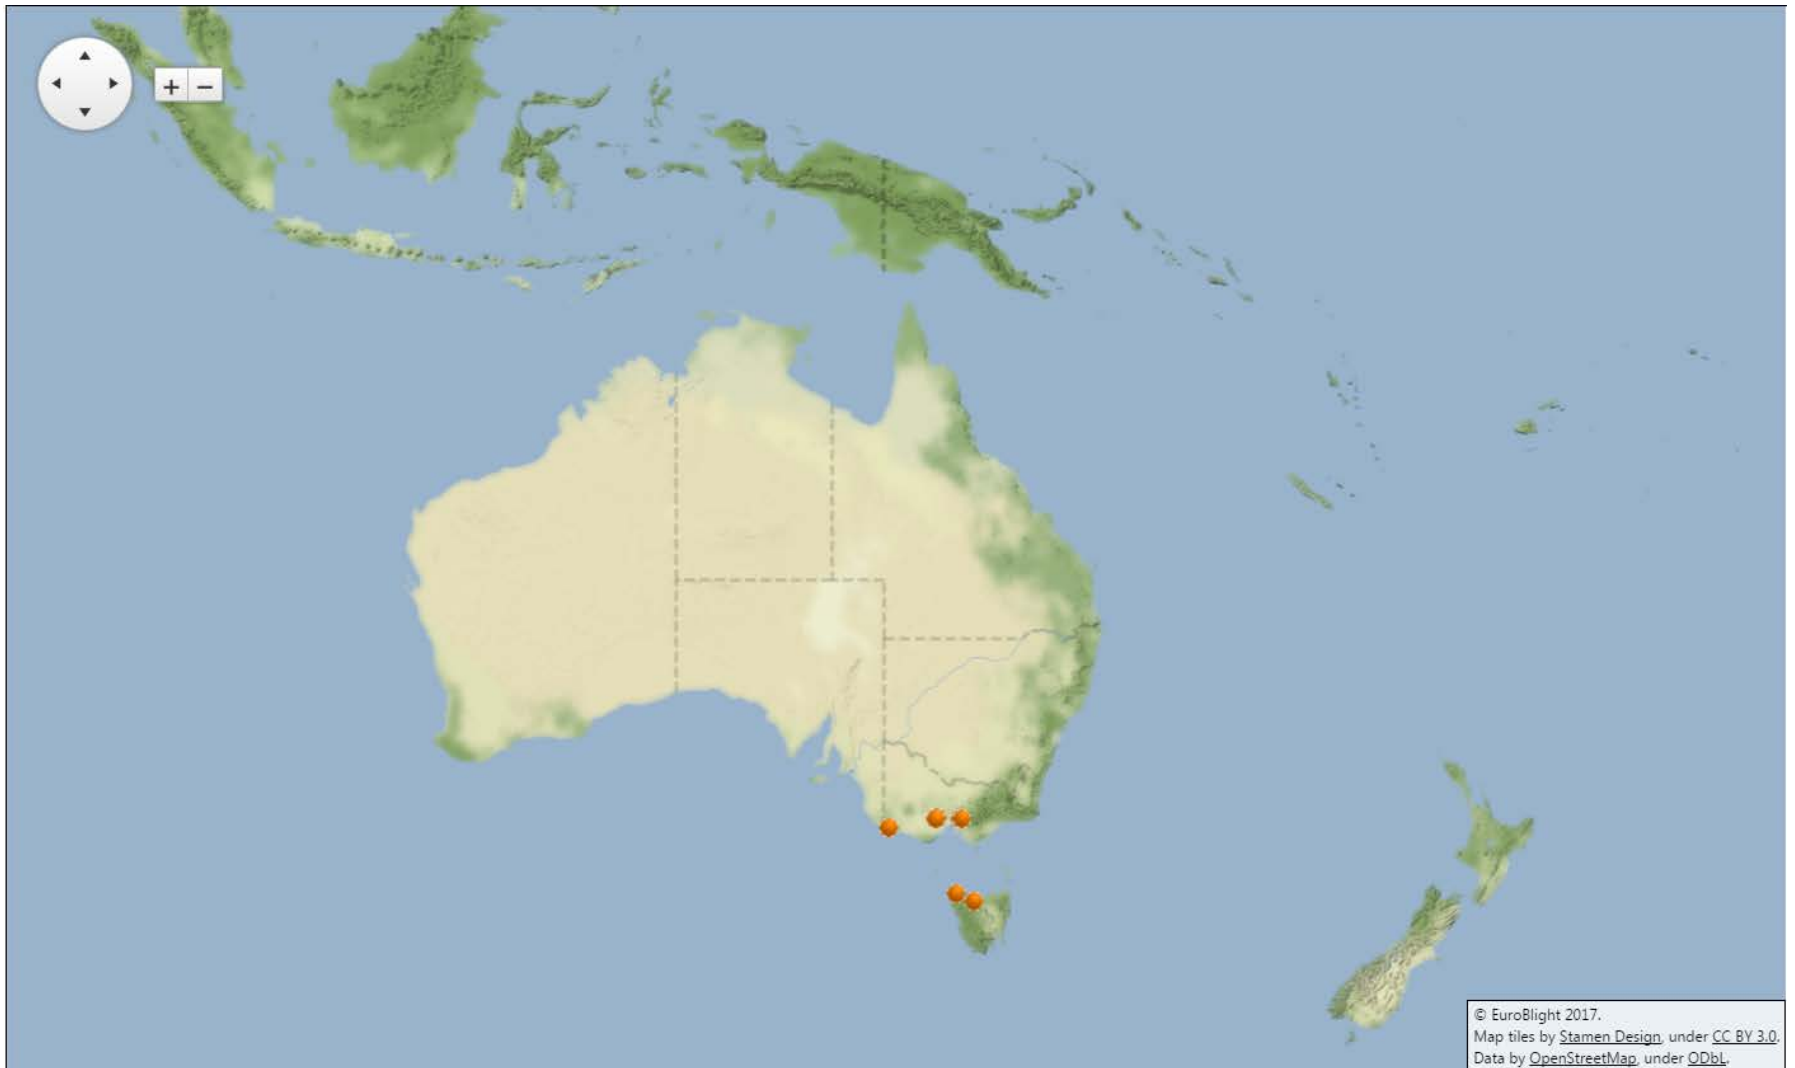 + −
© EuroBlight 2017.
Map tiles by Stamen Design, under CC BY 3.0.
Data by OpenStreetMap, under ODbL.